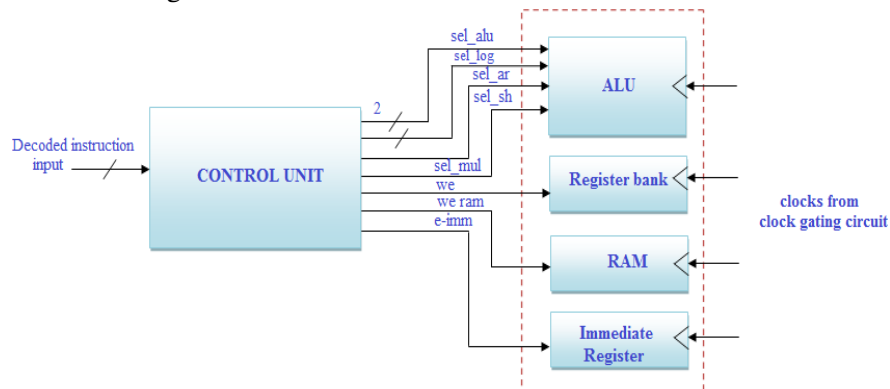 sel_alu
sel_log
sel_ar
sel_sh
2
sel_mul
we
we ram
e-imm
Decoded instruction
input
CONTROL UNIT
ALU
Register bank
RAM
Immediate
Register
clocks from
clock gating circuit